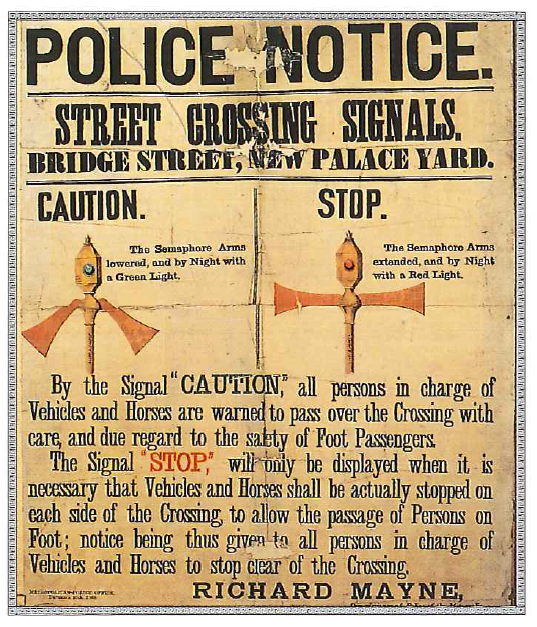 POLICE NOTICE.
STREET CROSSING SIGNALS.
BRIDGE STREET, NEW PALACE YARD.
CAUTION.
The Semaphore Arms
lowered, and by Night with
a Green Light.
STOP.
The Semaphore Arms
extended, and by Night
with a Red Light.
By the Signal "CAUTION," all persons in charge of
Vehicles and Horses are warned to pass over the Crossing with
care, and due regard to the safety of Foot Passengers.
The Signal "STOP," will only be displayed when it is
necessary that Vehicles and Horses shall be actually stopped on
each side of the Crossing, to allow the passage of Persons on
Foot; notice being thus given to all persons in charge of
Vehicles and Horses to stop clear of the Crossing.
RICHARD MAYNE,
METROPOLITAN POLICE OFFICE,